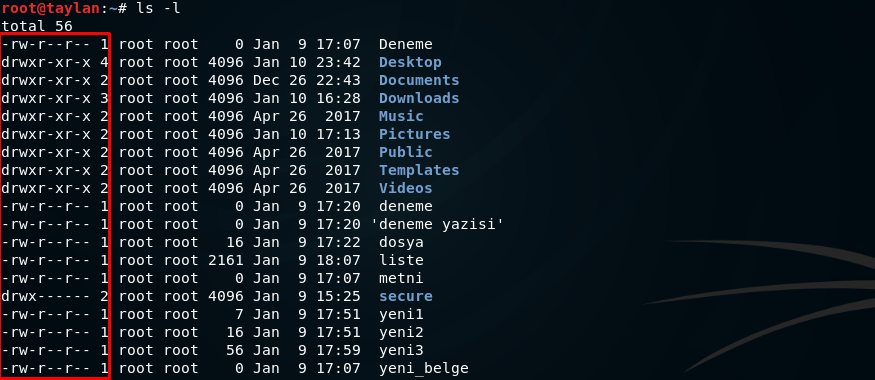 root@taylan:~# ls -l
total 56
-rw-r--r-- 1 root root    0 Jan  9 17:07  Deneme
drwxr-xr-x 4 root root 4096 Jan 10 23:42  Desktop
drwxr-xr-x 2 root root 4096 Dec 26 22:43  Documents
drwxr-xr-x 3 root root 4096 Jan 10 16:28  Downloads
drwxr-xr-x 2 root root 4096 Apr 26  2017  Music
drwxr-xr-x 2 root root 4096 Jan 10 17:13  Pictures
drwxr-xr-x 2 root root 4096 Apr 26  2017  Public
drwxr-xr-x 2 root root 4096 Apr 26  2017  Templates
drwxr-xr-x 2 root root 4096 Apr 26  2017  Videos
-rw-r--r-- 1 root root    0 Jan  9 17:20  deneme
-rw-r--r-- 1 root root    0 Jan  9 17:20 'deneme yazisi'
-rw-r--r-- 1 root root   16 Jan  9 17:22  dosya
-rw-r--r-- 1 root root 2161 Jan  9 18:07  liste
-rw-r--r-- 1 root root    0 Jan  9 17:07  metni
drwx------ 2 root root 4096 Jan  9 15:25  secure
-rw-r--r-- 1 root root    7 Jan  9 17:51  yeni1
-rw-r--r-- 1 root root   16 Jan  9 17:51  yeni2
-rw-r--r-- 1 root root   56 Jan  9 17:59  yeni3
-rw-r--r-- 1 root root    0 Jan  9 17:07  yeni_belge